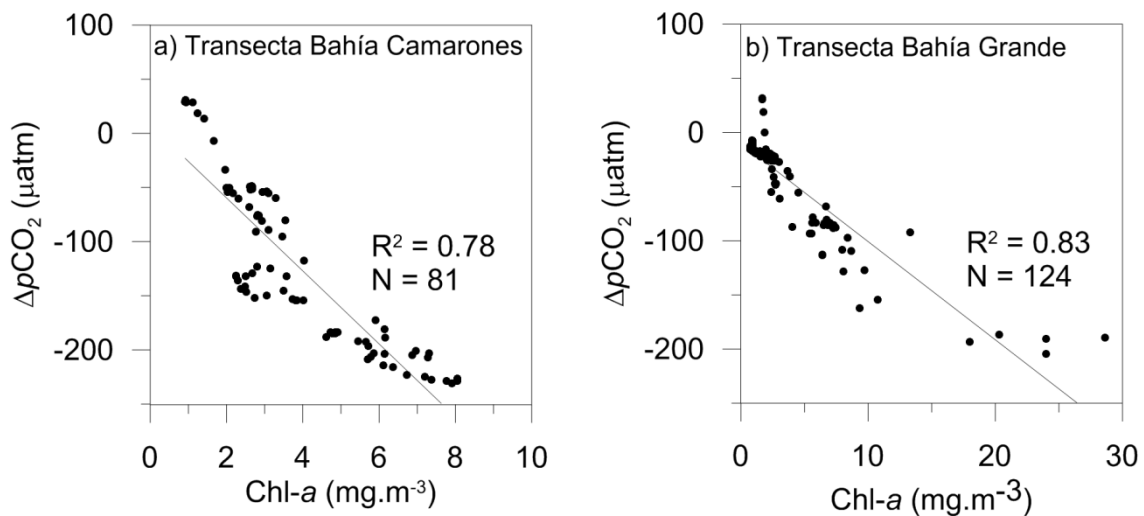 a) Transecta Bahía Camarones
100
0
-100
-200
ΔpCO₂ (µatm)
R² = 0.78
N = 81
0 2 4 6 8 10
Chl-a (mg.m⁻³)
b) Transecta Bahía Grande
100
0
-100
-200
ΔpCO₂ (µatm)
R² = 0.83
N = 124
0 10 20 30
Chl-a (mg.m⁻³)